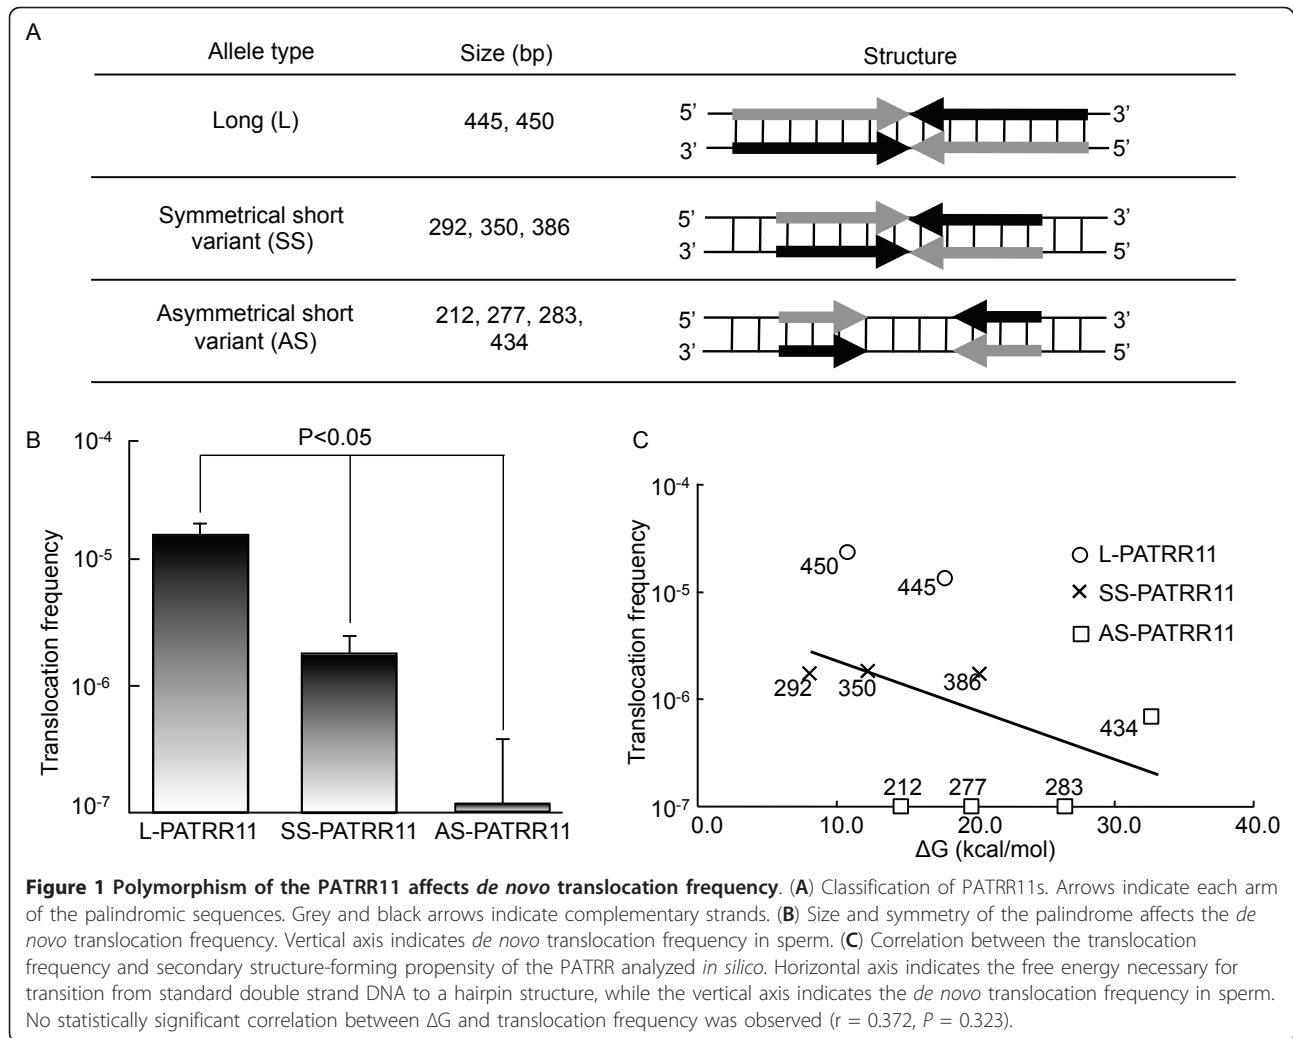 A
Allele type Size (bp) Structure
Long (L) 445, 450
5’ 3’
3’ 5’
Symmetrical short
variant (SS)
292, 350, 386
5’ 3’
3’ 5’
Asymmetrical short
variant (AS)
212, 277, 283,
434
5’ 3’
3’ 5’
B
P<0.05
Translocation frequency
10-4
10-5
10-6
10-7
L-PATRR11 SS-PATRR11 AS-PATRR11
C
Translocation frequency
10-4
10-5
10-6
10-7
450
445
292
350
386
434
212 277 283
L-PATRR11
SS-PATRR11
AS-PATRR11
0.0 10.0 20.0 30.0 40.0
ΔG (kcal/mol)
Figure 1 Polymorphism of the PATRR11 affects de novo translocation frequency. (A) Classification of PATRR11s. Arrows indicate each arm
of the palindromic sequences. Grey and black arrows indicate complementary strands. (B) Size and symmetry of the palindrome affects the de
novo translocation frequency. Vertical axis indicates de novo translocation frequency in sperm. (C) Correlation between the translocation
frequency and secondary structure-forming propensity of the PATRR analyzed in silico. Horizontal axis indicates the free energy necessary for
transition from standard double strand DNA to a hairpin structure, while the vertical axis indicates the de novo translocation frequency in sperm.
No statistically significant correlation between ΔG and translocation frequency was observed (r = 0.372, P = 0.323).